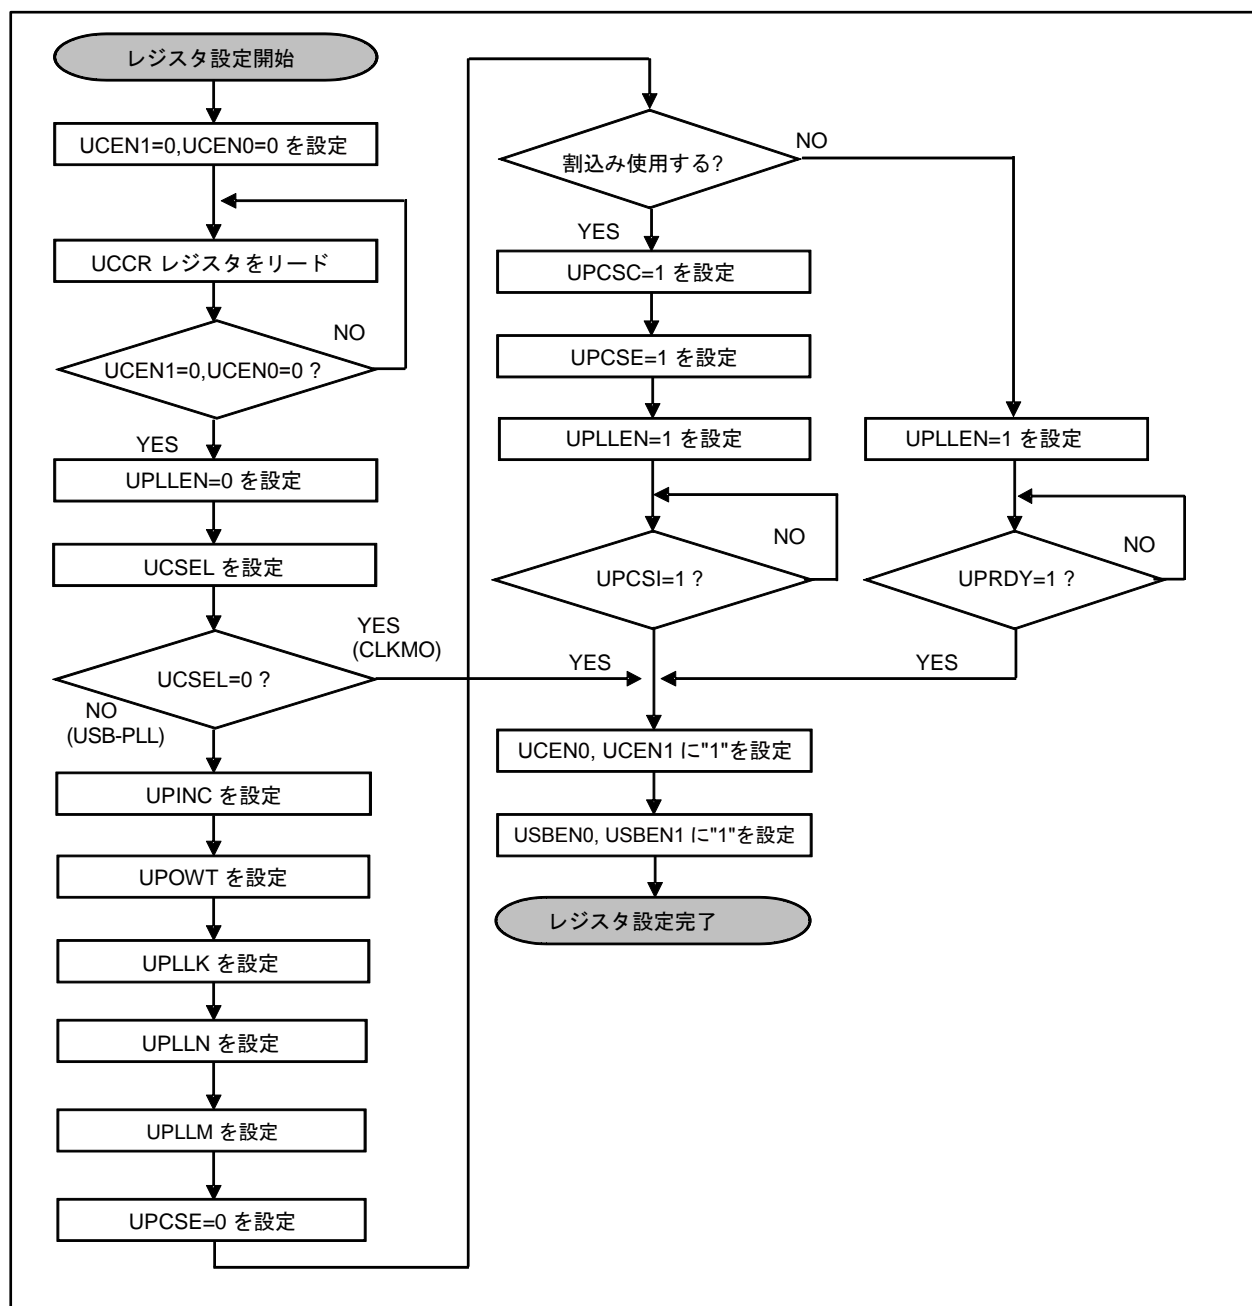 レジスタ設定開始
UCEN1=0,UCEN0=0 を設定
UCCR レジスタをリード
NO
UCEN1=0,UCEN0=0 ?
YES
UPLLEN=0 を設定
UCSEL を設定
YES
(CLKMO)
UCSEL=0 ?
NO
(USB-PLL)
UPINC を設定
UPOWT を設定
UPLLK を設定
UPLLN を設定
UPLLM を設定
UPCSE=0 を設定
割込み使用する?
NO
YES
UPCSC=1 を設定
UPCSE=1 を設定
UPLLEN=1 を設定
NO
UPCSI=1 ?
YES
UPLLEN=1 を設定
NO
UPRDY=1 ?
YES
UCEN0, UCEN1 に"1"を設定
USBEN0, USBEN1 に"1"を設定
レジスタ設定完了